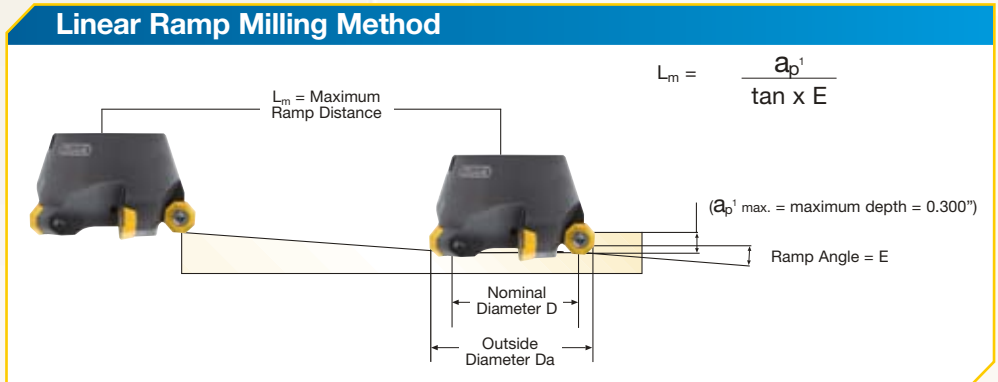 Linear Ramp Milling Method
Lm = ap1
tan x E
Lm = Maximum
Ramp Distance
(ap1 max. = maximum depth = 0.300")
Ramp Angle = E
Nominal
Diameter D
Outside
Diameter Da